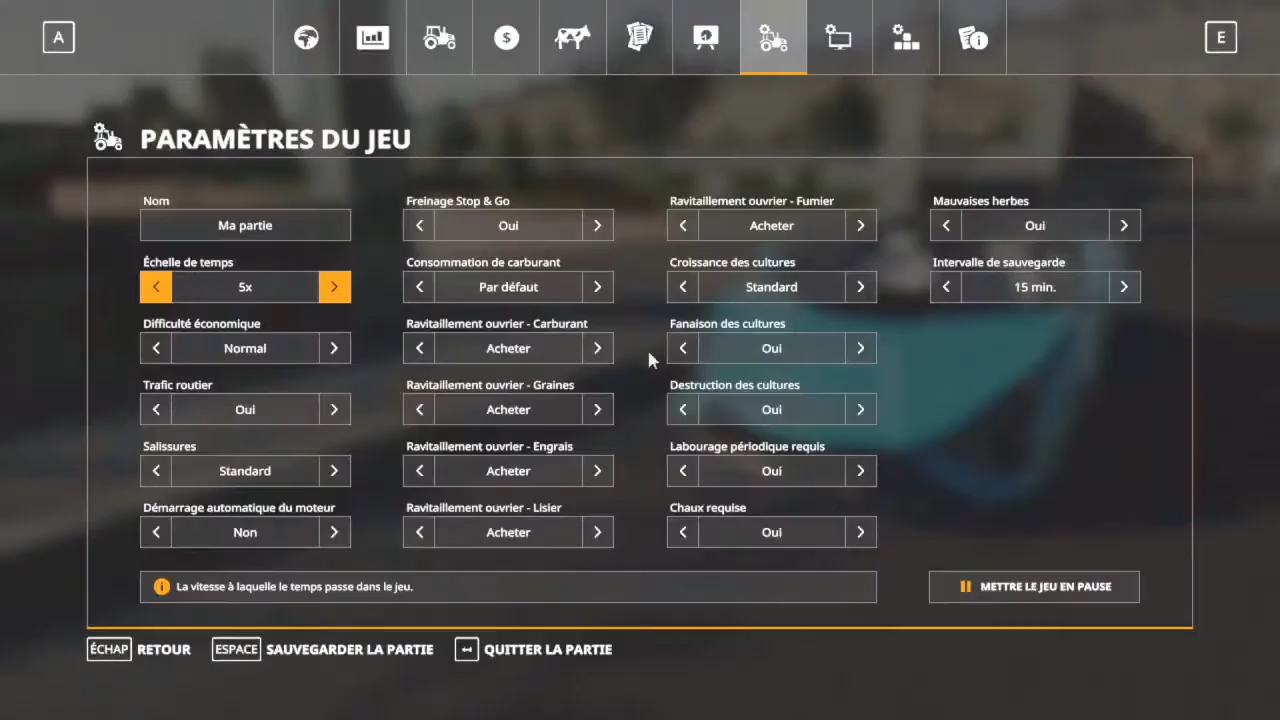 A
E
PARAMÈTRES DU JEU
Nom
Ma partie
Échelle de temps
5x
Difficulté économique
Normal
Trafic routier
Oui
Salissures
Standard
Démarrage automatique du moteur
Non
Freinage Stop & Go
Oui
Consommation de carburant
Par défaut
Ravitaillement ouvrier - Carburant
Acheter
Ravitaillement ouvrier - Graines
Acheter
Ravitaillement ouvrier - Engrais
Acheter
Ravitaillement ouvrier - Lisier
Acheter
Ravitaillement ouvrier - Fumier
Acheter
Croissance des cultures
Standard
Fanaison des cultures
Oui
Destruction des cultures
Oui
Labourage périodique requis
Oui
Chaux requise
Oui
Mauvaises herbes
Oui
Intervalle de sauvegarde
15 min.
La vitesse à laquelle le temps passe dans le jeu.
METTRE LE JEU EN PAUSE
ÉCHAP RETOUR ESPACE SAUVEGARDER LA PARTIE QUITTER LA PARTIE